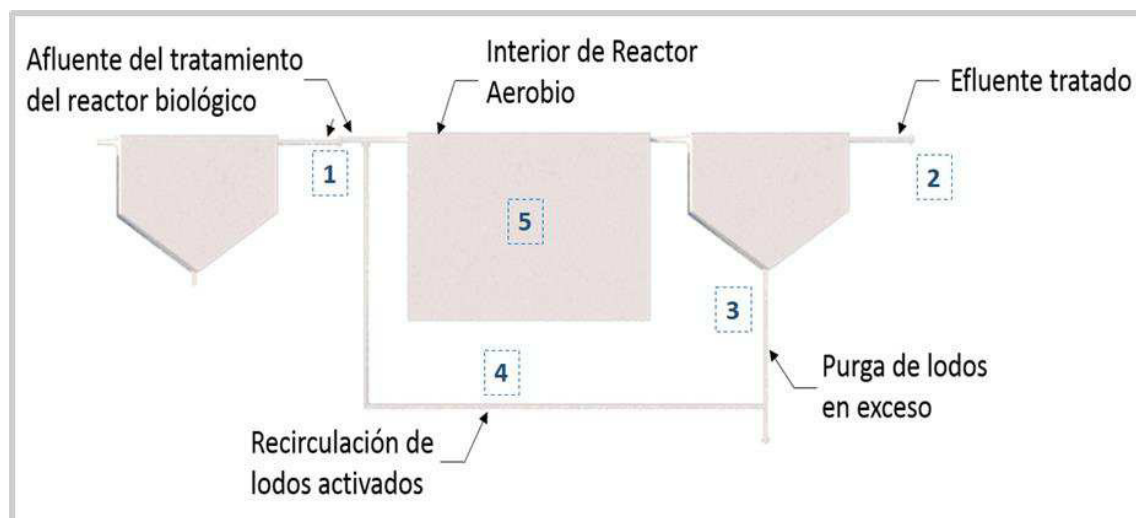 Afluente del tratamiento
del reactor biológico
Interior de Reactor
Aerobio
Efluente tratado
1
2
5
3
4
Purga de lodos
en exceso
Recirculación de
lodos activados